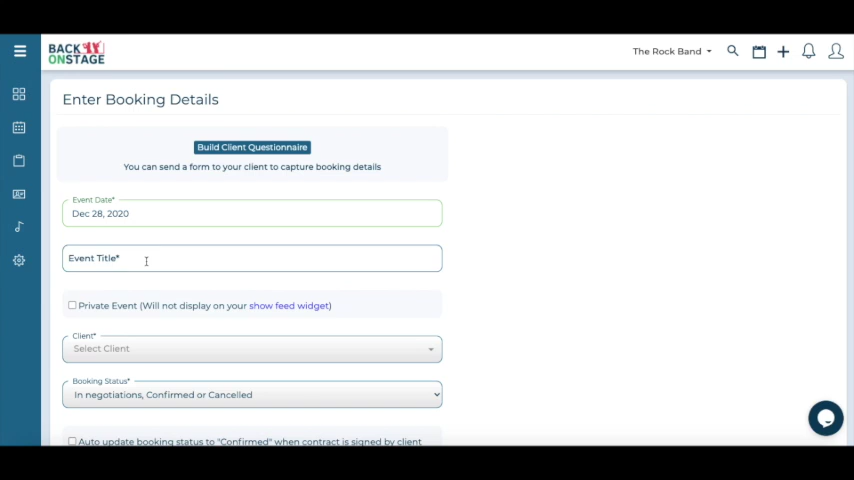 BACK
ONSTAGE
The Rock Band
Enter Booking Details
Build Client Questionnaire
You can send a form to your client to capture booking details
Event Date*
Dec 28, 2020
Event Title*
Private Event (Will not display on your show feed widget)
Client*
Select Client
Booking Status*
In negotiations, Confirmed or Cancelled
Auto update booking status to "Confirmed" when contract is signed by client